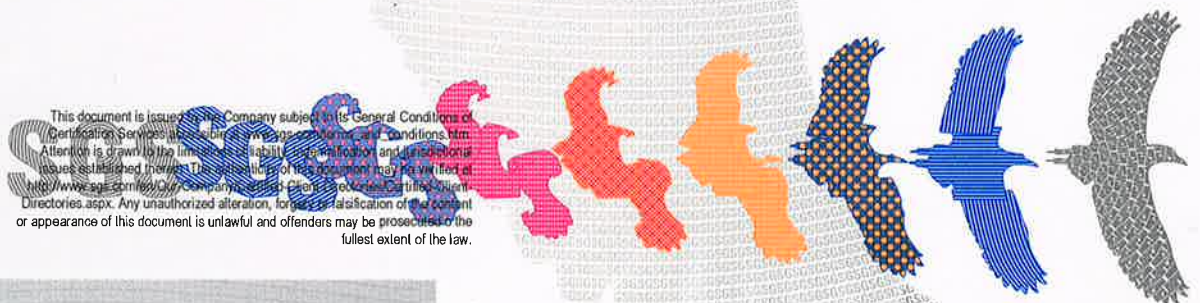 This document is issued by the Company subject to its General Conditions of
Certification Services accessible at www.sgs.com/terms_and_conditions.htm.
Attention is drawn to the limitations of liability, indemnification and jurisdictional
issues established therein. The authenticity of this document may be verified at
http://www.sgs.com/en/Our-Company/Certified-Client-Directories/Certified-Client-
Directories.aspx. Any unauthorized alteration, forgery or falsification of the content
or appearance of this document is unlawful and offenders may be prosecuted to the
fullest extent of the law.